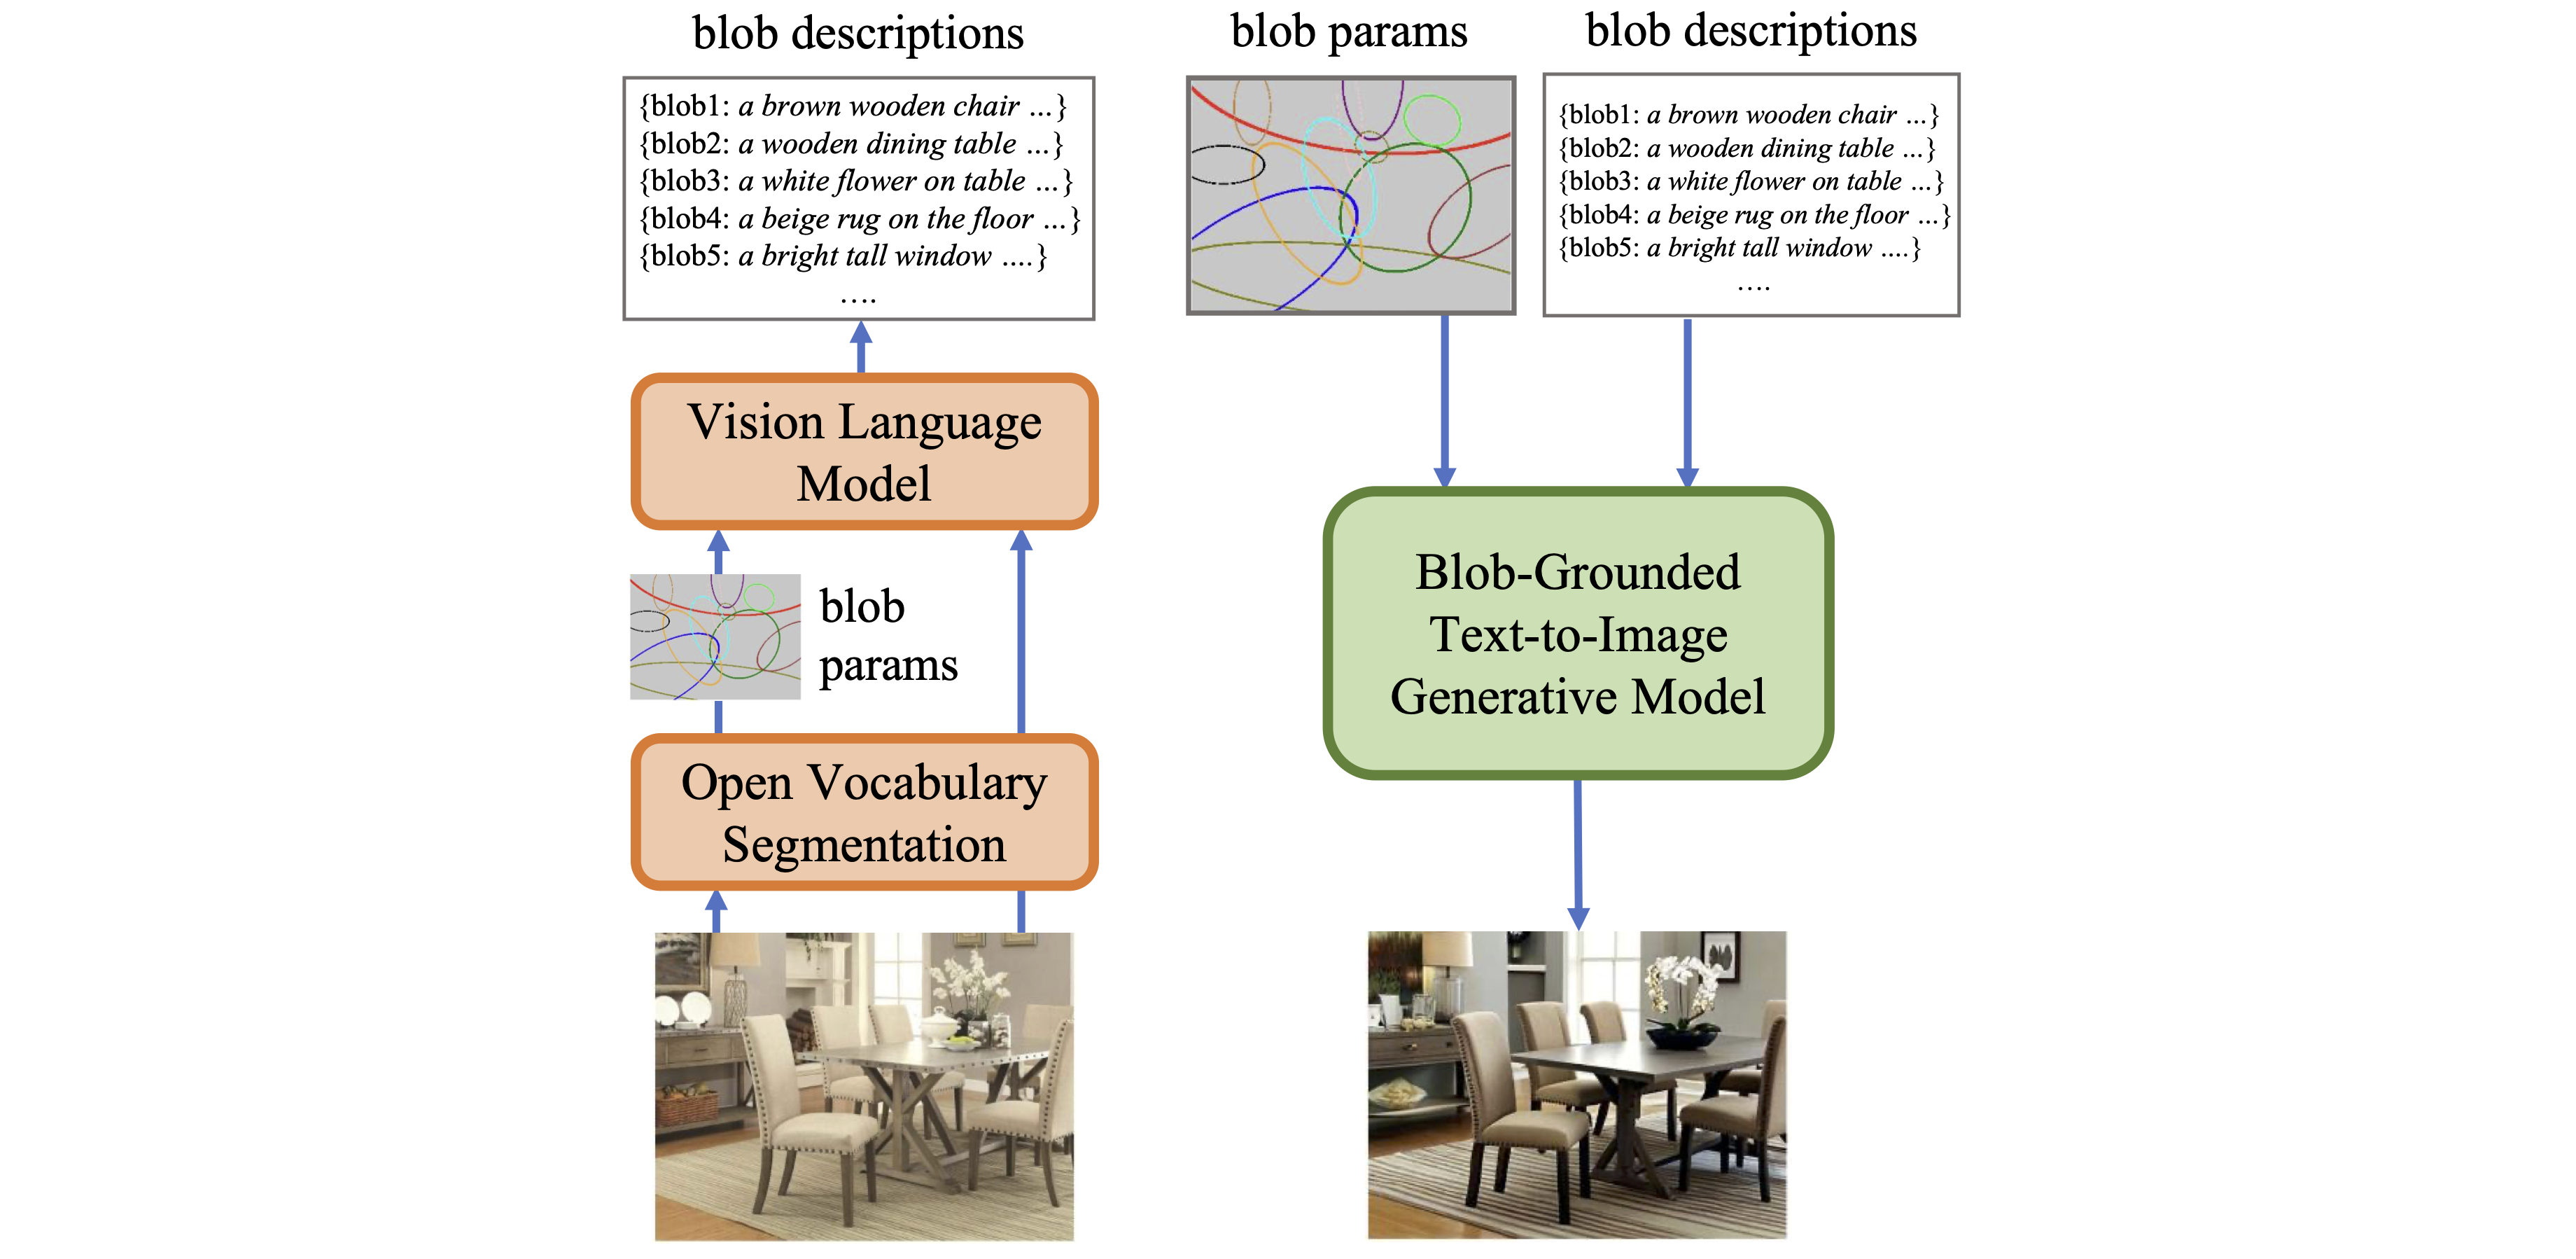 blob descriptions
{blob1: a brown wooden chair ...}
{blob2: a wooden dining table ...}
{blob3: a white flower on table ...}
{blob4: a beige rug on the floor ...}
{blob5: a bright tall window ....}
....
Vision Language
Model
blob
params
Open Vocabulary
Segmentation
blob params
blob descriptions
{blob1: a brown wooden chair ...}
{blob2: a wooden dining table ...}
{blob3: a white flower on table ...}
{blob4: a beige rug on the floor ...}
{blob5: a bright tall window ....}
....
Blob-Grounded
Text-to-Image
Generative Model